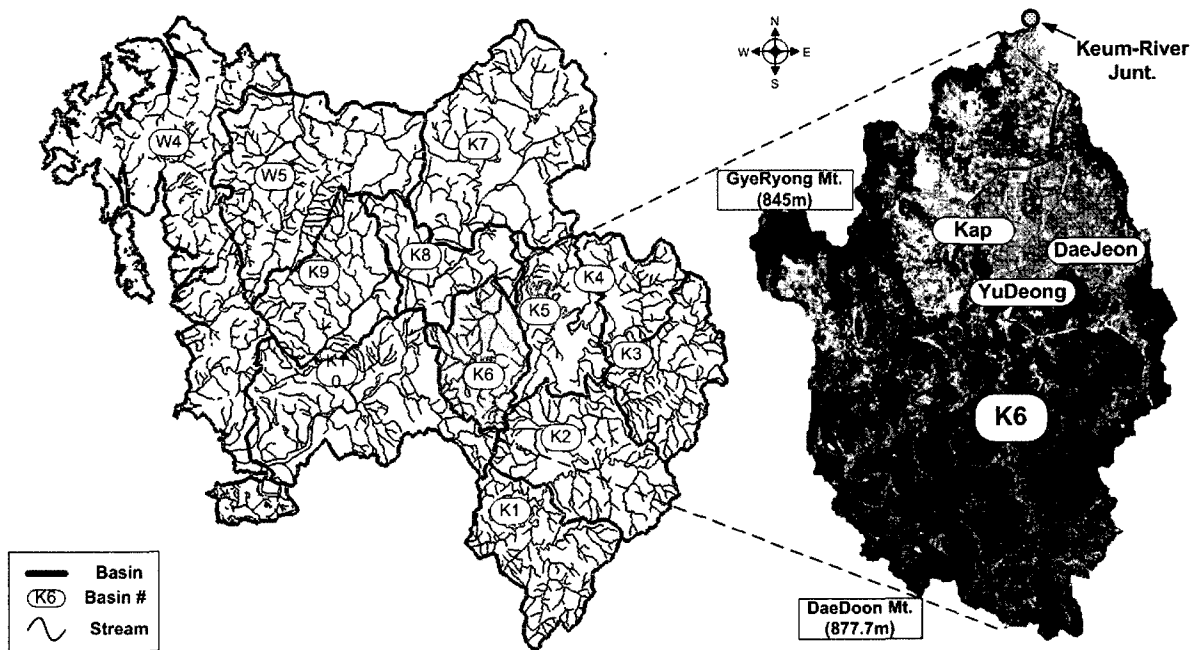 N
W E
S
Keum-River
Junt.
W4
K7
W5
GyeRyong Mt.
(845m)
Kap
DaeJeon
K8
K4
K9
YuDeong
K5
K3
K6
K6
K2
K1
Basin
K6 Basin #
Stream
DaeDoon Mt.
(877.7m)